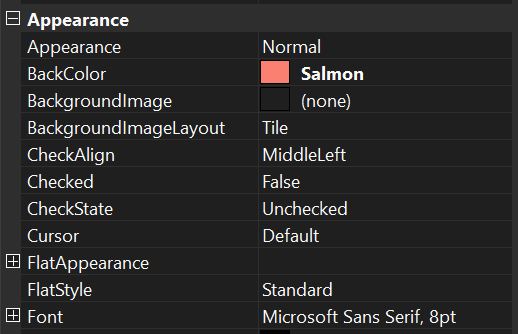 Appearance
Appearance Normal
BackColor Salmon
BackgroundImage (none)
BackgroundImageLayout Tile
CheckAlign MiddleLeft
Checked False
CheckState Unchecked
Cursor Default
FlatAppearance
FlatStyle Standard
Font Microsoft Sans Serif, 8pt